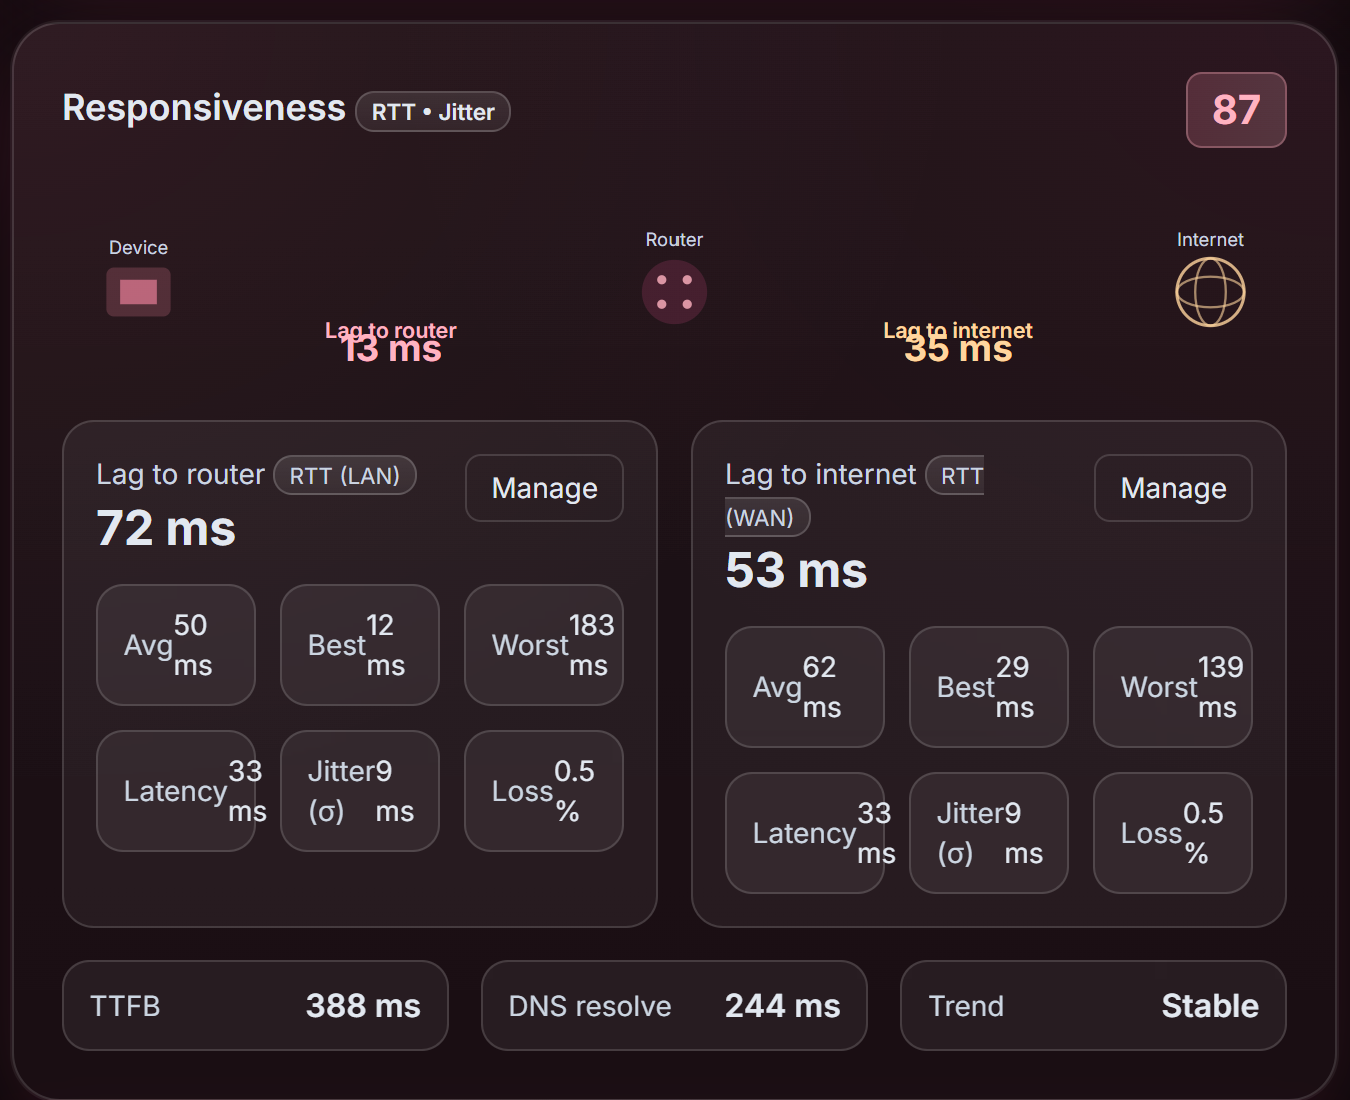 Responsiveness RTT • Jitter
87
Device
Router
Internet
Lag to router
13 ms
Lag to internet
35 ms
Lag to router RTT (LAN)
Manage
72 ms
Avg 50 ms
Best 12 ms
Worst 183 ms
Latency 33 ms
Jitter (σ) 9 ms
Loss 0.5 %
Lag to internet RTT
(WAN)
Manage
53 ms
Avg 62 ms
Best 29 ms
Worst 139 ms
Latency 33 ms
Jitter (σ) 9 ms
Loss 0.5 %
TTFB 388 ms
DNS resolve 244 ms
Trend Stable